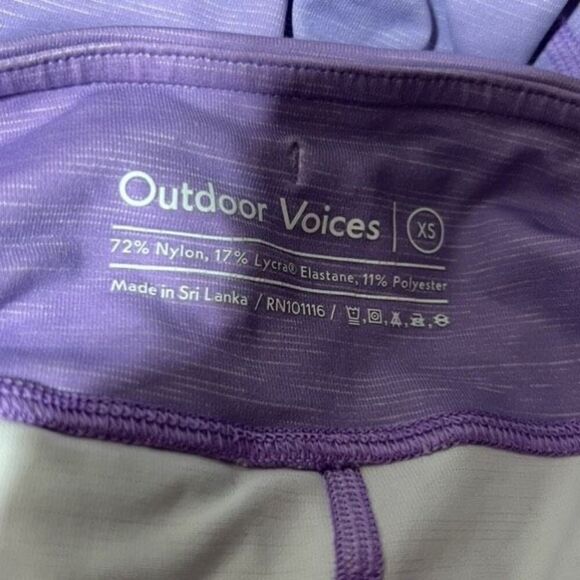 Outdoor Voices | XS
72% Nylon, 17% Lycra® Elastane, 11% Polyester
Made in Sri Lanka / RN101116 /